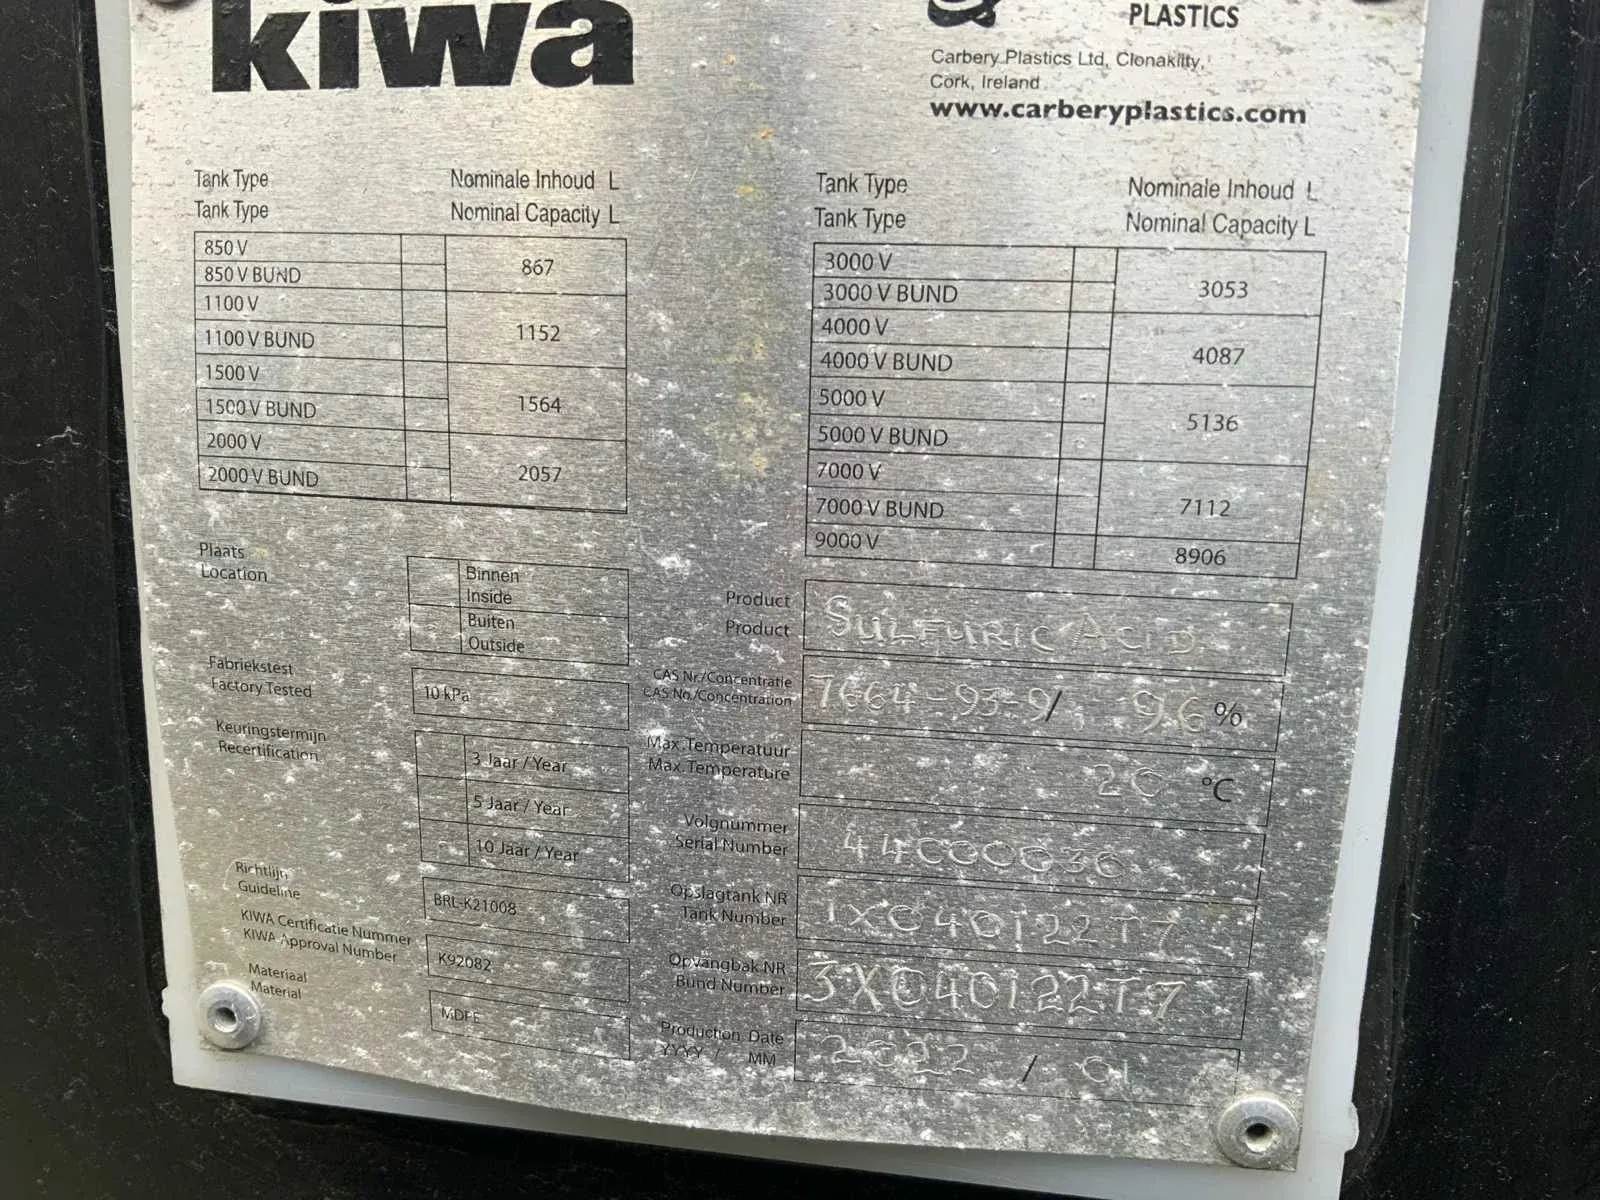 kiwa
PLASTICS
Carbery Plastics Ltd, Clonakilty,
Cork, Ireland
www.carberyplastics.com
Tank Type Nominale Inhoud L
Tank Type Nominal Capacity L
850 V
850 V BUND
867
1100 V
1100 V BUND
1152
1500 V
1500 V BUND
1564
2000 V
2000 V BUND
2057
Tank Type Nominale Inhoud L
Tank Type Nominal Capacity L
3000 V
3000 V BUND
3053
4000 V
4000 V BUND
4087
5000 V
5000 V BUND
5136
7000 V
7000 V BUND
7112
9000 V
8906
Plaats
Location
Binnen
Inside
Buiten
Outside
Fabriekstest
Factory Tested
10 kPa
Keuringstermijn
Recertification
3 Jaar / Year
5 Jaar / Year
10 Jaar / Year
Richtlijn
Guideline
BRL-K21008
KIWA Certificatie Nummer
KIWA Approval Number
K92082
Materiaal
Material
MDPE
Product
Product
SULFURIC ACID
CAS Nr./Concentratie
CAS No./Concentration
7664-93-9/ 96 %
Max. Temperatuur
Max. Temperature
20 °C
Volgnummer
Serial Number
44000030
Opslagtank NR
Tank Number
1X040122T7
Opvangbak NR
Bund Number
3X040122T7
Production Date
YYYY / MM
2022 / 01